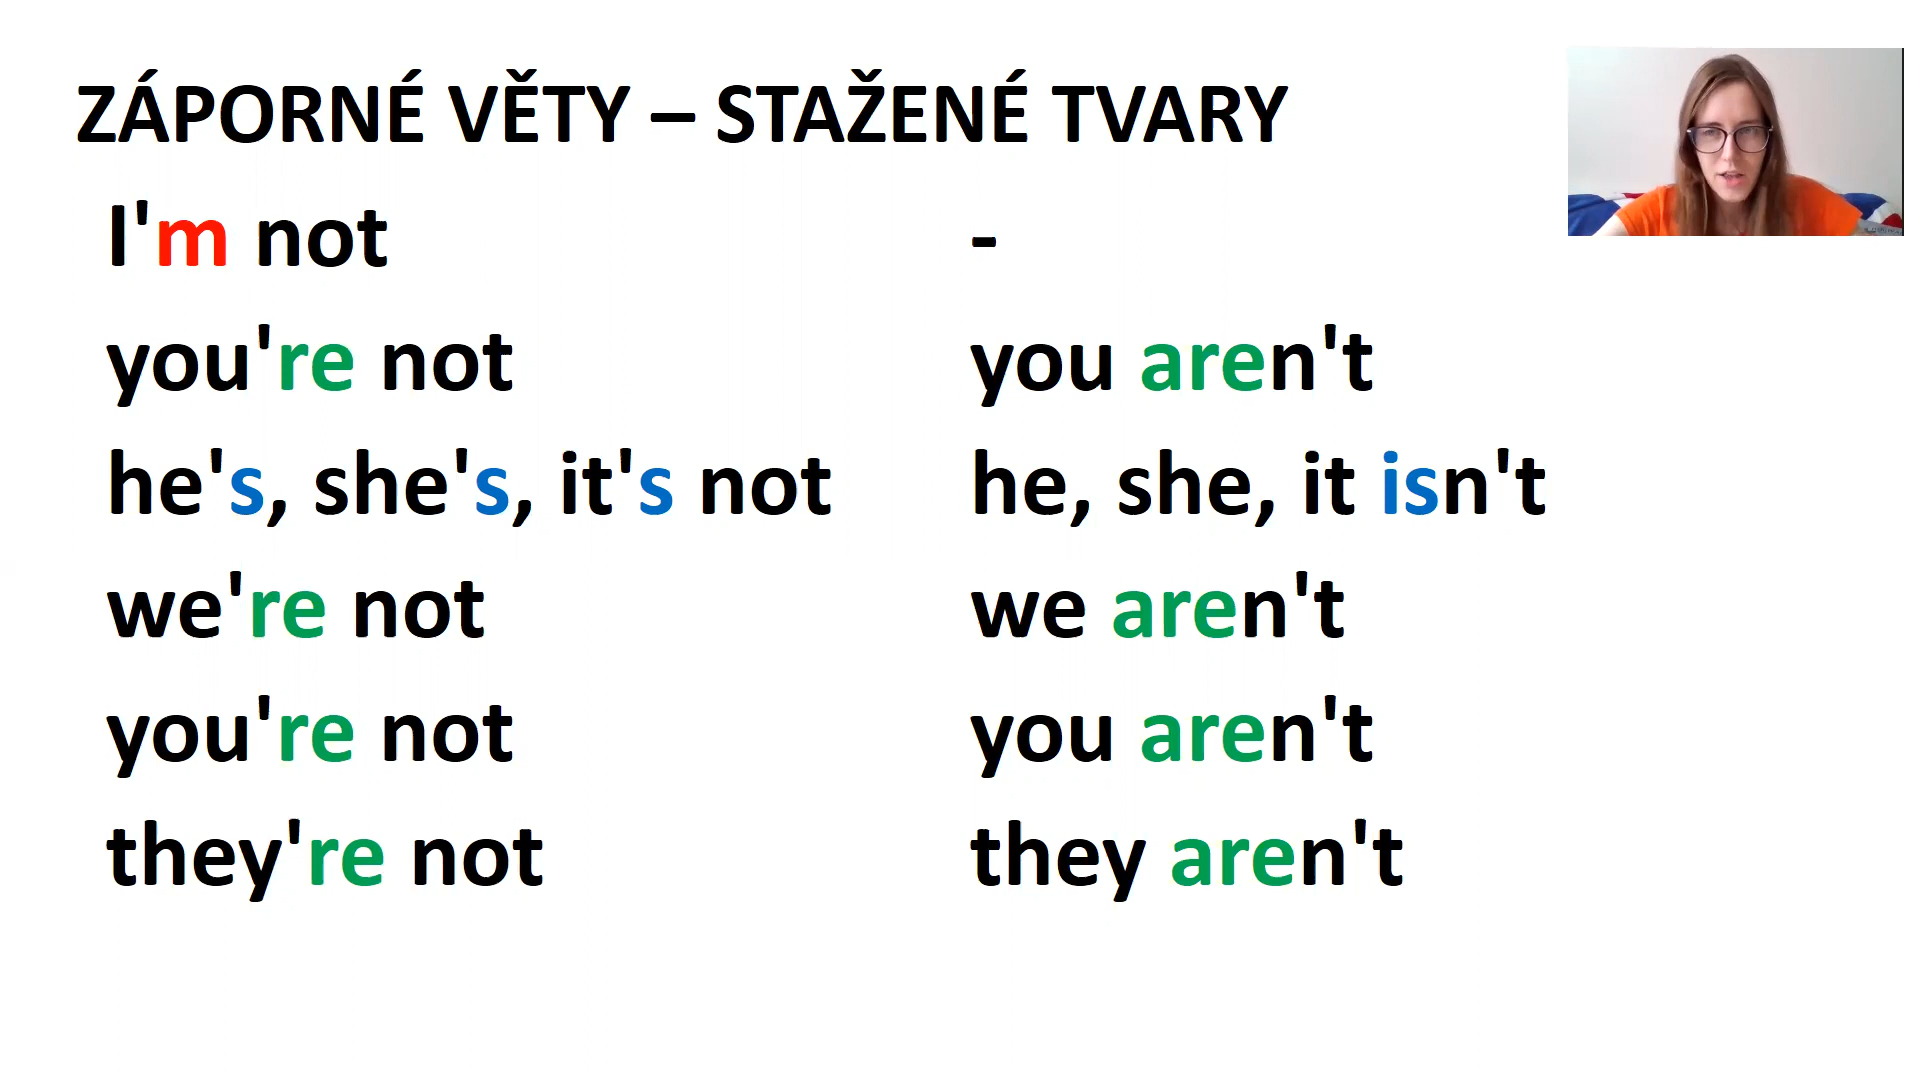 ZÁPORNÉ VĚTY – STAŽENÉ TVARY
I'm not
-
you're not
you aren't
he's, she's, it's not
he, she, it isn't
we're not
we aren't
you're not
you aren't
they're not
they aren't